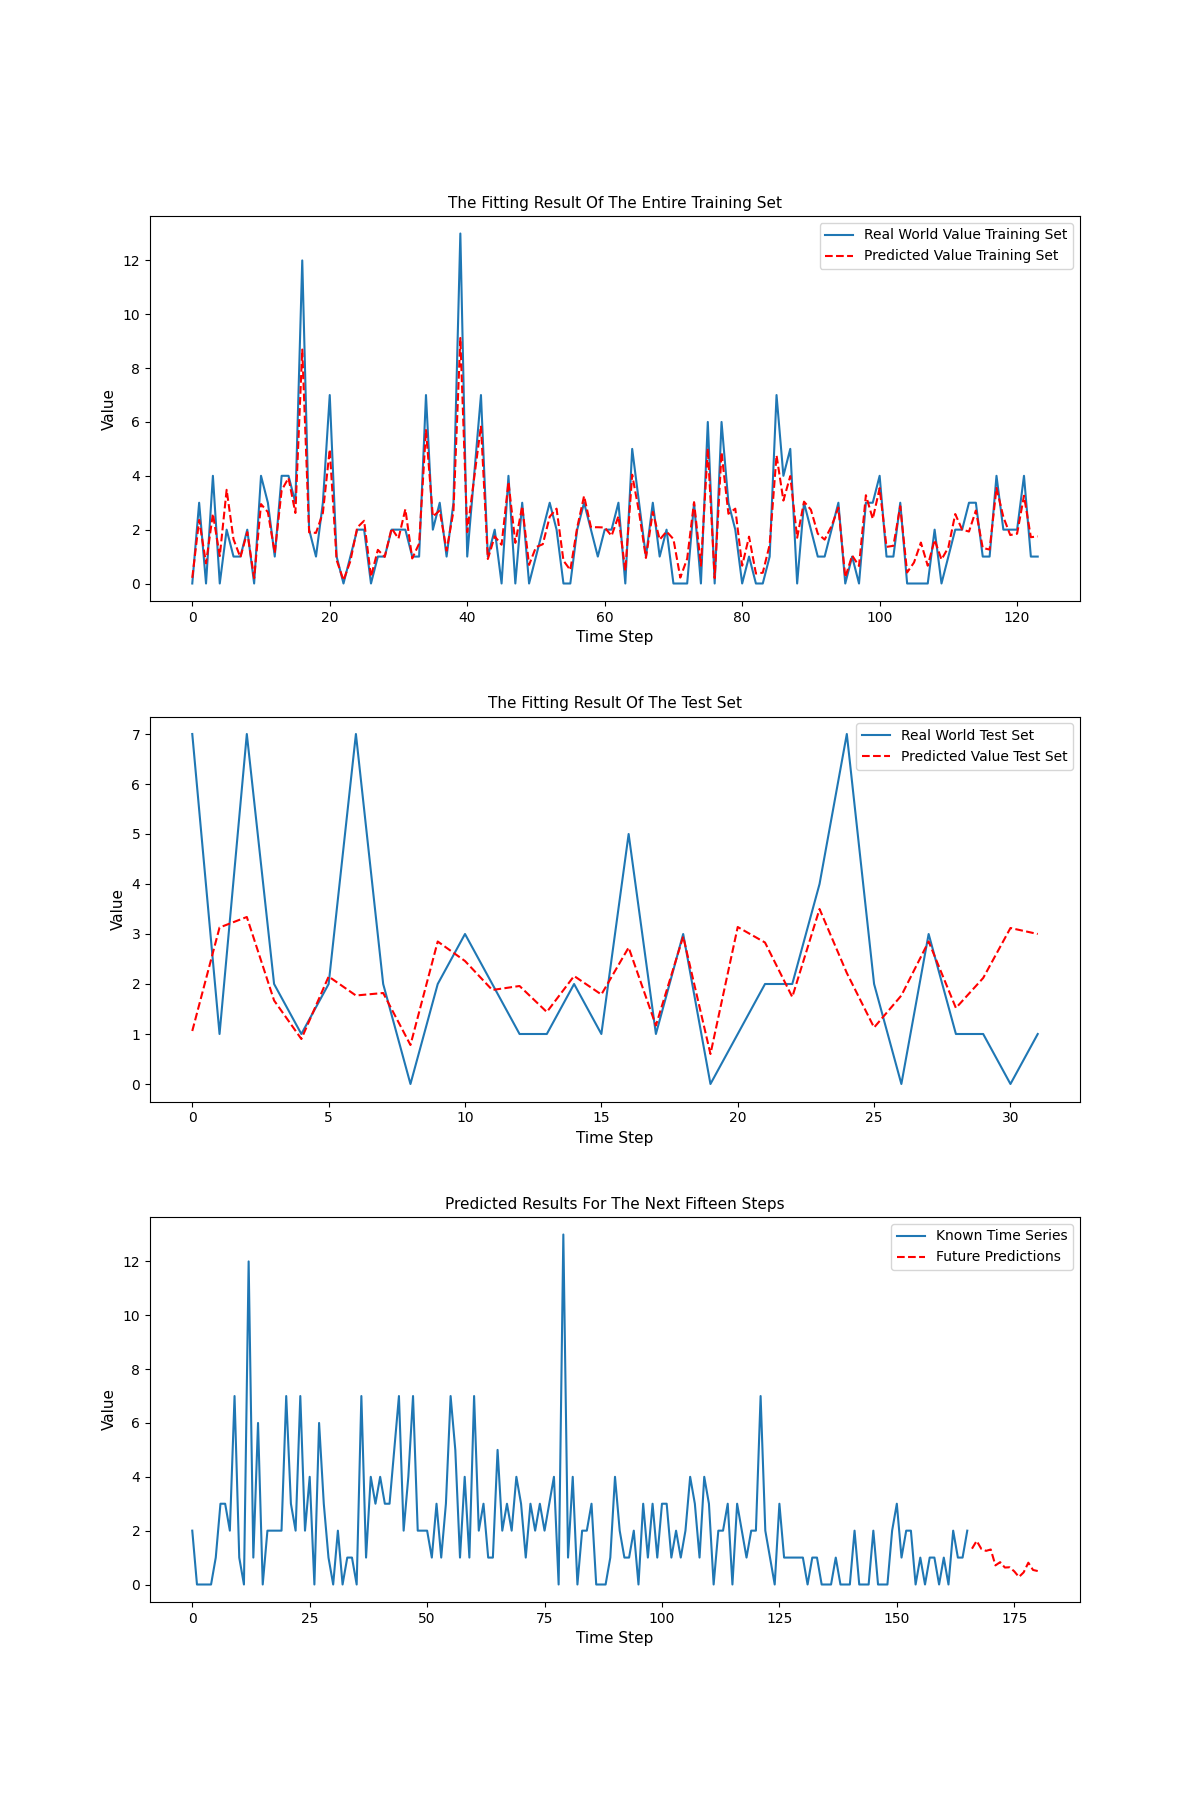 The Fitting Result Of The Entire Training Set
Real World Value Training Set
Predicted Value Training Set
12
10
8
6
4
2
0
Value
0 20 40 60 80 100 120
Time Step
The Fitting Result Of The Test Set
Real World Test Set
Predicted Value Test Set
7
6
5
4
3
2
1
0
Value
0 5 10 15 20 25 30
Time Step
Predicted Results For The Next Fifteen Steps
Known Time Series
Future Predictions
12
10
8
6
4
2
0
Value
0 25 50 75 100 125 150 175
Time Step